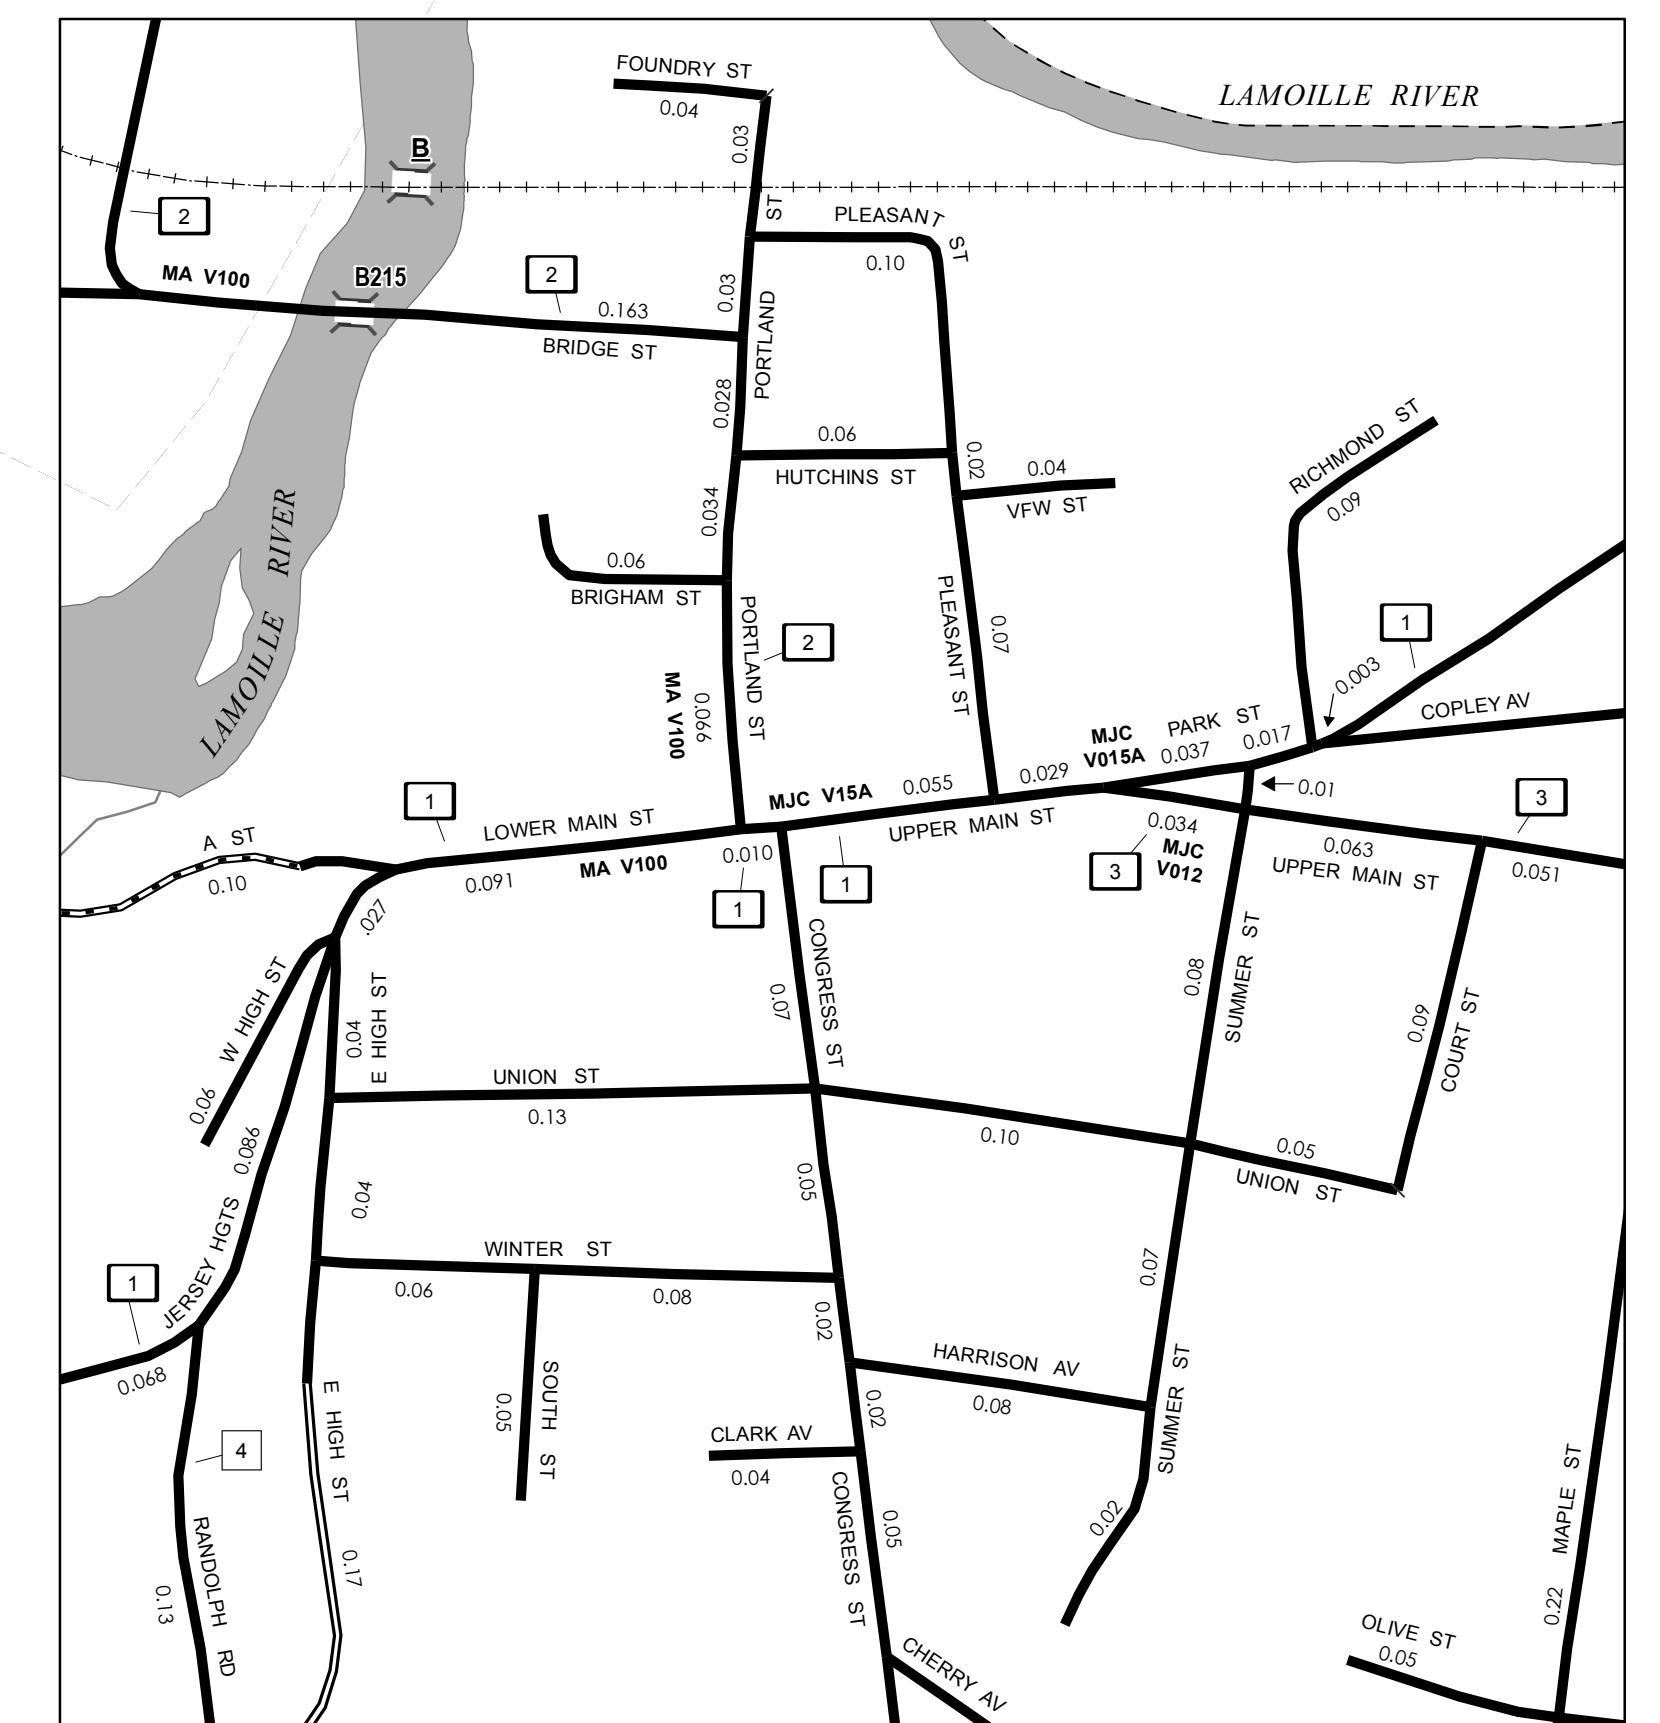 FOUNDRY ST
0.04
0.03
LAMOILLE RIVER
B
2
ST
PLEASANT ST
0.10
MA V100
B215
2
0.163
BRIDGE ST
0.03
PORTLAND
0.028
0.06
HUTCHINS ST
0.02
0.04
VFW ST
RICHMOND ST
0.09
0.034
LAMOILLE RIVER
0.06
BRIGHAM ST
PORTLAND ST
2
PLEASANT ST
0.07
1
0.003
MA V100
0.066
COPLEY AV
MJC
V015A
PARK ST
0.037
0.017
MJC V15A
0.055
0.029
0.01
3
1
LOWER MAIN ST
UPPER MAIN ST
0.034
MJC
V012
3
0.063
UPPER MAIN ST
0.051
A ST
0.10
0.091
MA V100
0.010
1
1
.027
W HIGH ST
0.06
0.04
E HIGH ST
CONGRESS ST
0.07
0.08
SUMMER ST
0.09
COURT ST
UNION ST
0.13
0.10
0.05
UNION ST
0.086
JERSEY HGTS
0.04
0.05
WINTER ST
0.06
0.08
0.07
1
0.068
0.02
HARRISON AV
0.08
SUMMER ST
E HIGH ST
0.05
SOUTH ST
0.02
CLARK AV
0.04
4
CONGRESS ST
0.05
0.02
MAPLE ST
0.22
RANDOLPH RD
0.13
0.17
CHERRY AV
OLIVE ST
0.05